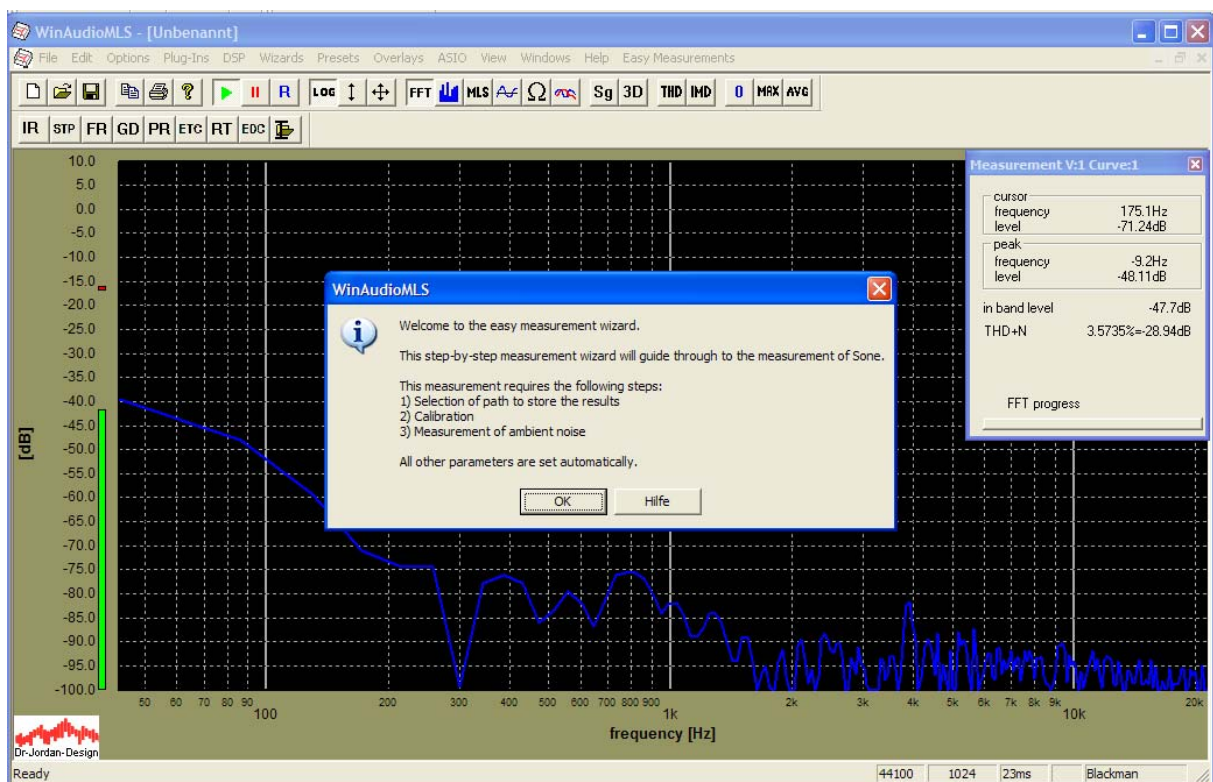 WinAudioMLS - [Unbenannt]
File Edit Options Plug-Ins DSP Wizards Presets Overlays ASIO View Windows Help Easy Measurements
R LOG FFT MLS Ω Sg 3D THD IMD 0 MAX AVG
IR STP FR GD PR ETC RT EDC
10.0
5.0
0.0
-5.0
-10.0
-15.0
-20.0
-25.0
-30.0
-35.0
-40.0
-45.0
-50.0
-55.0
-60.0
-65.0
-70.0
-75.0
-80.0
-85.0
-90.0
-95.0
-100.0
[dB]
Measurement V:1 Curve:1
cursor
frequency 175.1Hz
level -71.24dB
peak
frequency -9.2Hz
level -48.11dB
in band level -47.7dB
THD+N 3.5735%=-28.94dB
FFT progress
WinAudioMLS
Welcome to the easy measurement wizard.
This step-by-step measurement wizard will guide through to the measurement of Sone.
This measurement requires the following steps:
1) Selection of path to store the results
2) Calibration
3) Measurement of ambient noise
All other parameters are set automatically.
OK Hilfe
50 60 70 80 90 100 200 300 400 500 600 700 800 900 1k 2k 3k 4k 5k 6k 7k 8k 9k 10k 20k
frequency [Hz]
Dr-Jordan-Design
Ready 44100 1024 23ms Blackman